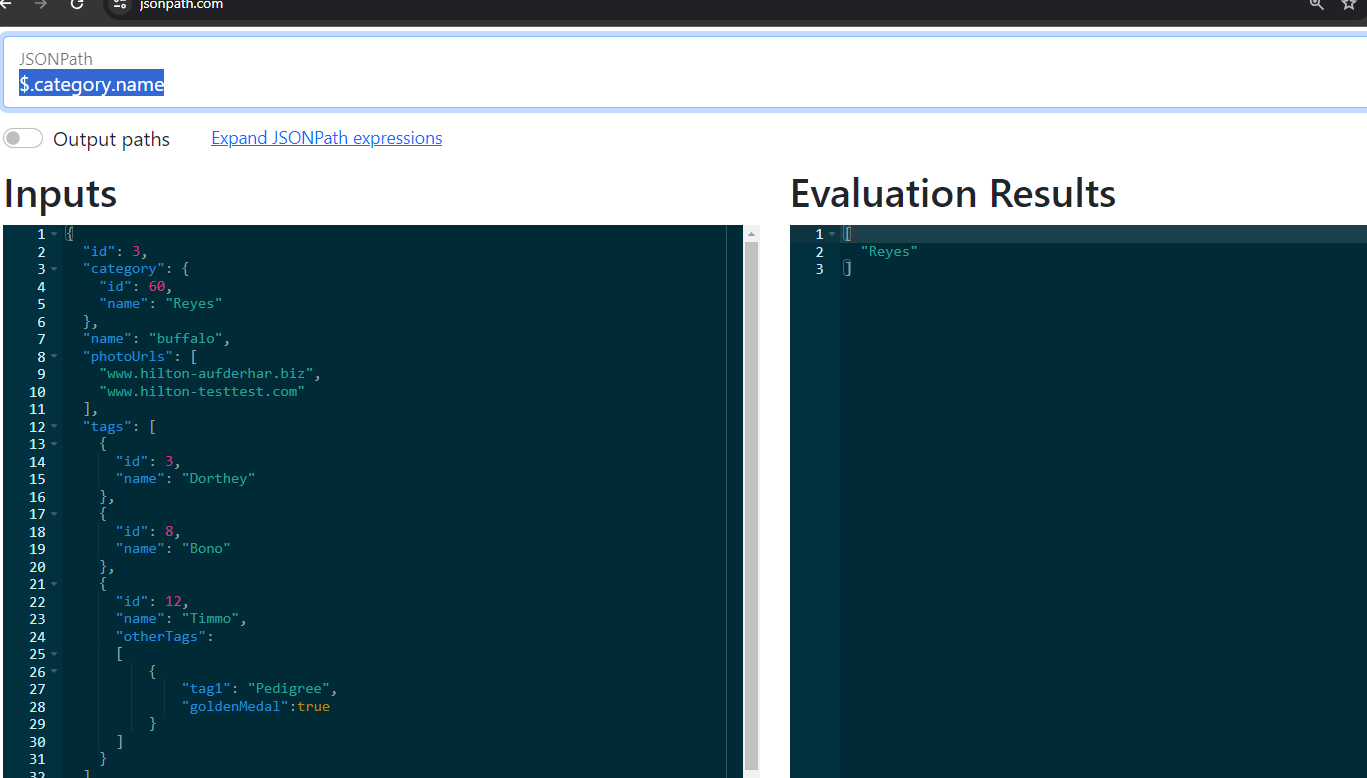 jsonpath.com
JSONPath
$.category.name
Output paths Expand JSONPath expressions
Inputs
1 {
2 "id": 3,
3 "category": {
4 "id": 60,
5 "name": "Reyes"
6 },
7 "name": "buffalo",
8 "photoUrls": [
9 "www.hilton-aufderhar.biz",
10 "www.hilton-testtest.com"
11 ],
12 "tags": [
13 {
14 "id": 3,
15 "name": "Dorthey"
16 },
17 {
18 "id": 8,
19 "name": "Bono"
20 },
21 {
22 "id": 12,
23 "name": "Timmo",
24 "otherTags":
25 [
26 {
27 "tag1": "Pedigree",
28 "goldenMedal":true
29 }
30 ]
31 }
32 ]
Evaluation Results
1 [
2 "Reyes"
3 ]